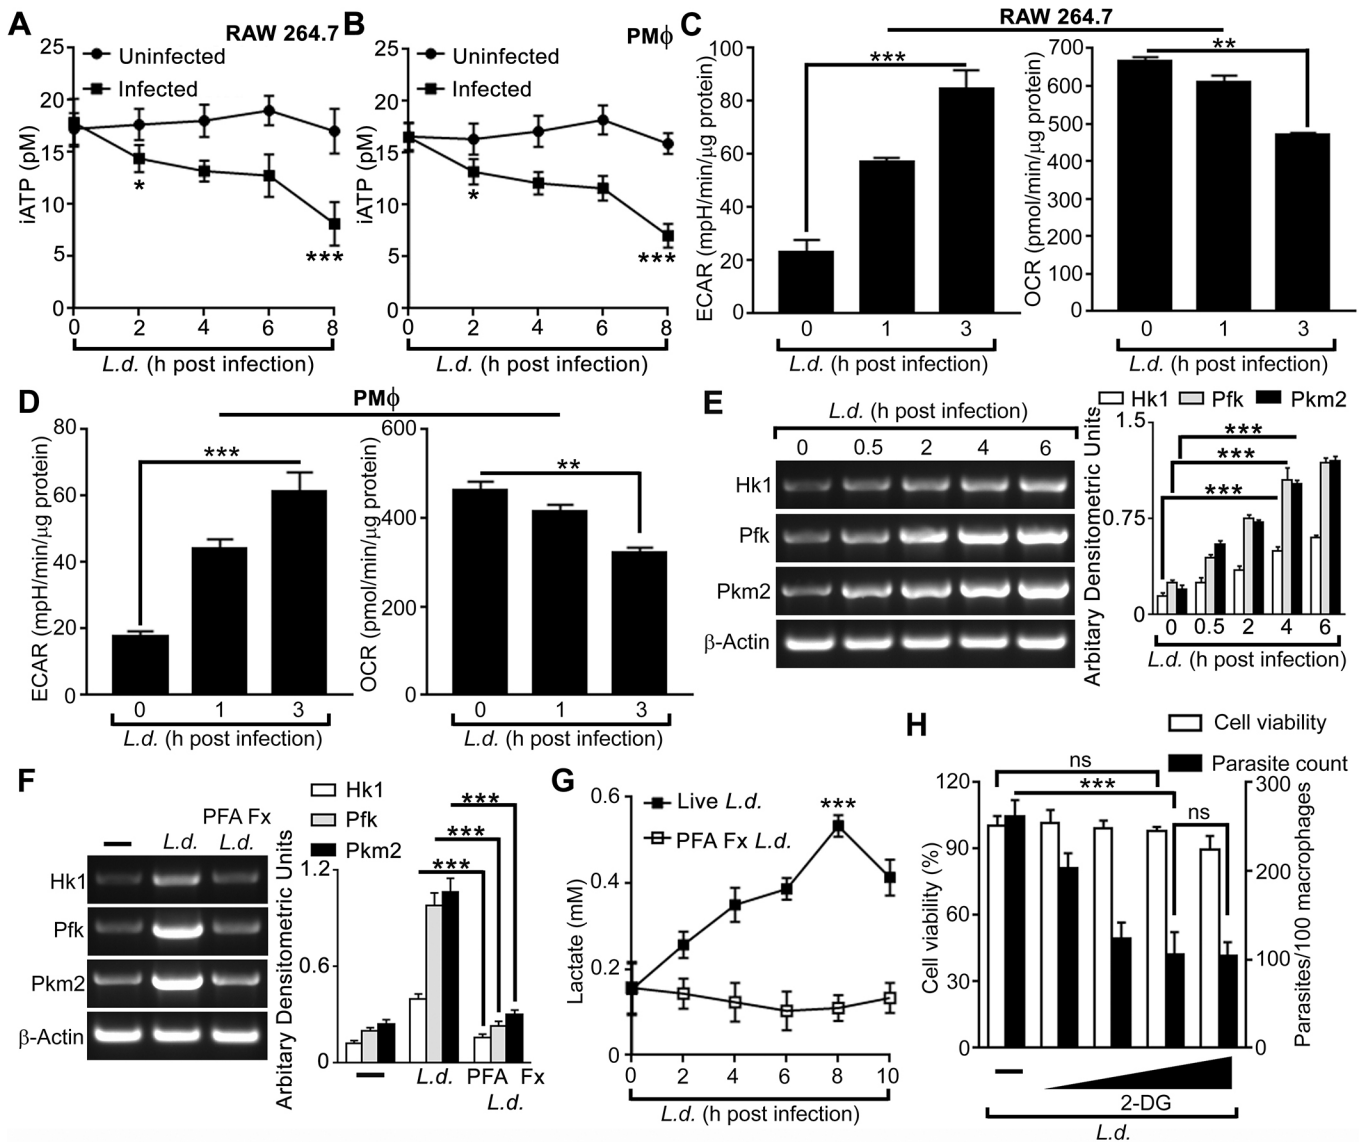 A
RAW 264.7
25
20
15
10
5
0
iATP (pM)
Uninfected
Infected
*
***
0 2 4 6 8
L.d. (h post infection)
B
PMϕ
25
20
15
10
5
0
iATP (pM)
Uninfected
Infected
*
***
0 2 4 6 8
L.d. (h post infection)
C
RAW 264.7
100
80
60
40
20
0
ECAR (mpH/min/µg protein)
***
0 1 3
L.d. (h post infection)
700
600
500
400
300
200
100
0
OCR (pmol/min/µg protein)
**
0 1 3
L.d. (h post infection)
D
PMϕ
80
60
40
20
0
ECAR (mpH/min/µg protein)
***
0 1 3
L.d. (h post infection)
600
400
200
0
OCR (pmol/min/µg protein)
**
0 1 3
L.d. (h post infection)
E
L.d. (h post infection)
0 0.5 2 4 6
Hk1
Pfk
Pkm2
β-Actin
Hk1 Pfk Pkm2
1.5
0.75
0
Arbitary Densitometric Units
***
***
***
0 0.5 2 4 6
L.d. (h post infection)
F
PFA Fx
L.d. L.d.
Hk1
Pfk
Pkm2
β-Actin
Hk1
Pfk
Pkm2
1.2
0.6
0
Arbitary Densitometric Units
***
***
***
L.d. PFA Fx
L.d.
G
0.6
0.4
0.2
0
Lactate (mM)
Live L.d.
PFA Fx L.d.
***
0 2 4 6 8 10
L.d. (h post infection)
H
Cell viability
Parasite count
120
90
60
30
0
Cell viability (%)
ns
***
ns
300
200
100
0
Parasites/100 macrophages
2-DG
L.d.